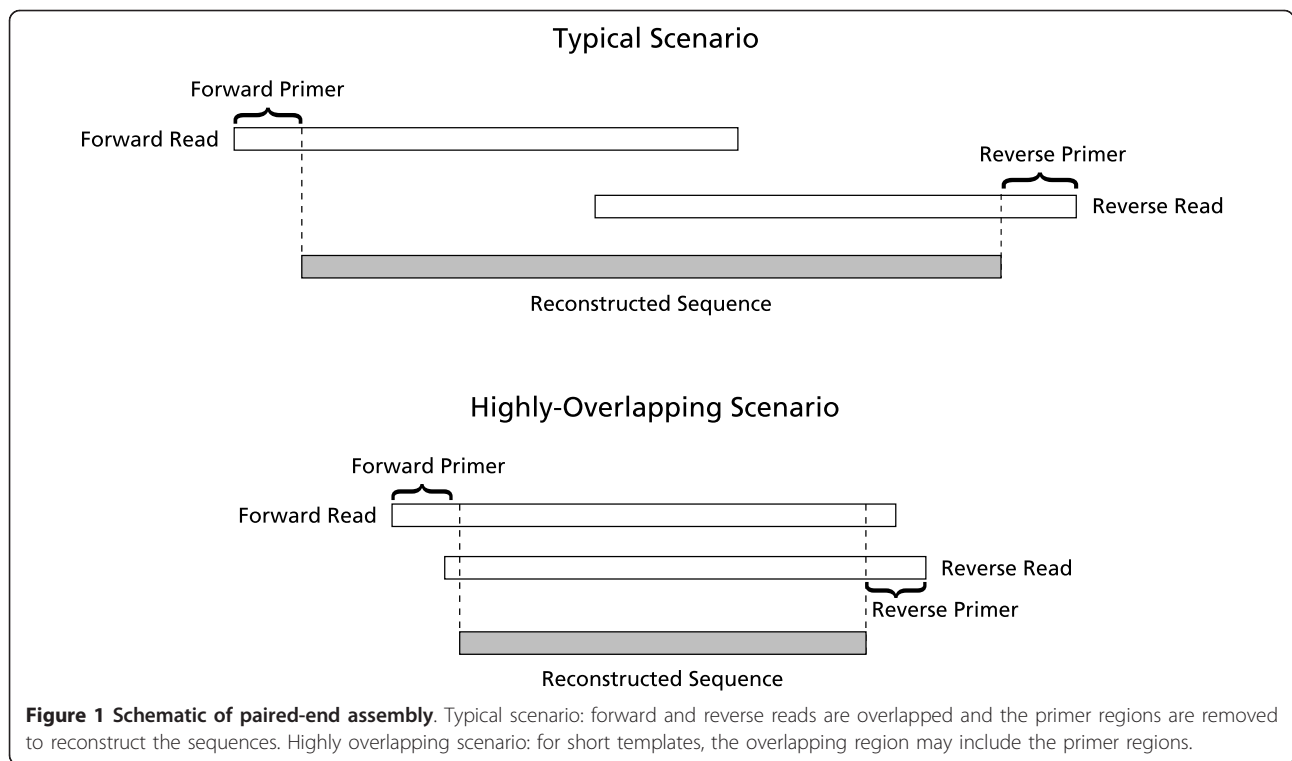 Typical Scenario
Forward Primer
Forward Read
Reverse Primer
Reverse Read
Reconstructed Sequence
Highly-Overlapping Scenario
Forward Primer
Forward Read
Reverse Read
Reverse Primer
Reconstructed Sequence
Figure 1 Schematic of paired-end assembly. Typical scenario: forward and reverse reads are overlapped and the primer regions are removed
to reconstruct the sequences. Highly overlapping scenario: for short templates, the overlapping region may include the primer regions.